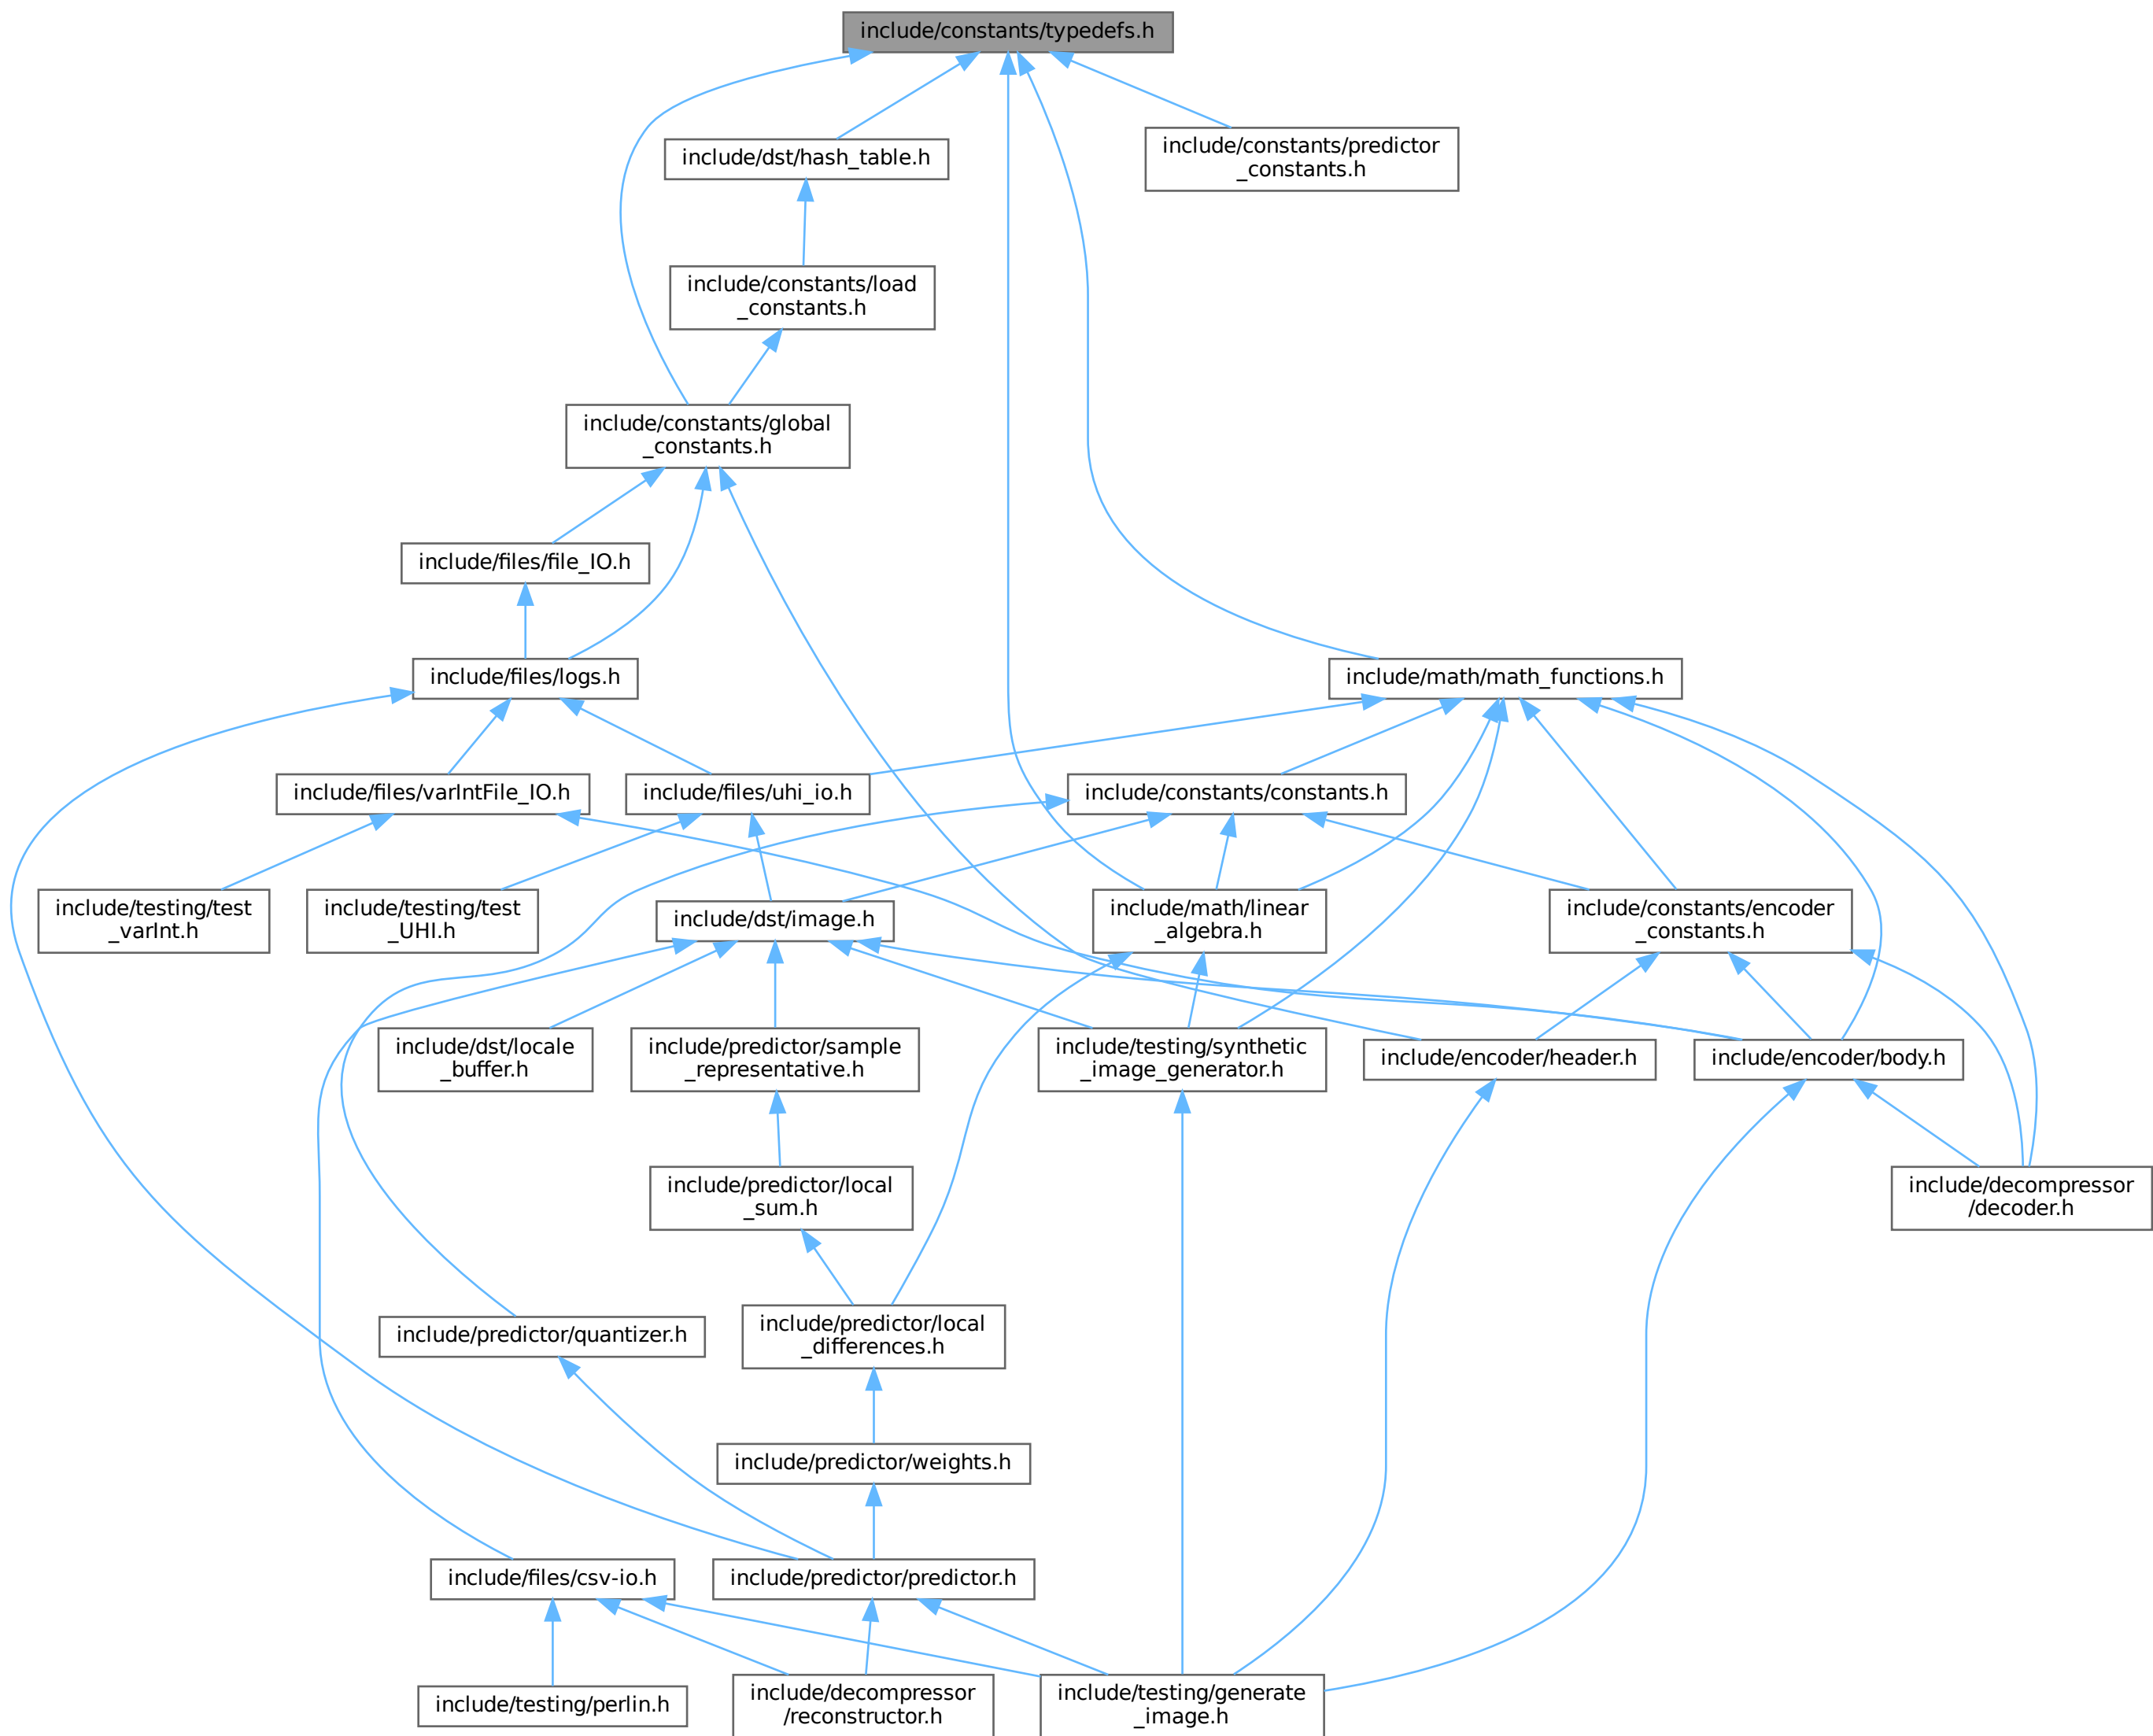 include/constants/typedefs.h
include/dst/hash_table.h
include/constants/predictor
_constants.h
include/constants/load
_constants.h
include/constants/global
_constants.h
include/files/file_IO.h
include/files/logs.h
include/math/math_functions.h
include/files/varIntFile_IO.h
include/files/uhi_io.h
include/constants/constants.h
include/testing/test
_varInt.h
include/testing/test
_UHI.h
include/dst/image.h
include/math/linear
_algebra.h
include/constants/encoder
_constants.h
include/dst/locale
_buffer.h
include/predictor/sample
_representative.h
include/testing/synthetic
_image_generator.h
include/encoder/header.h
include/encoder/body.h
include/predictor/local
_sum.h
include/decompressor
/decoder.h
include/predictor/quantizer.h
include/predictor/local
_differences.h
include/predictor/weights.h
include/files/csv-io.h
include/predictor/predictor.h
include/testing/perlin.h
include/decompressor
/reconstructor.h
include/testing/generate
_image.h